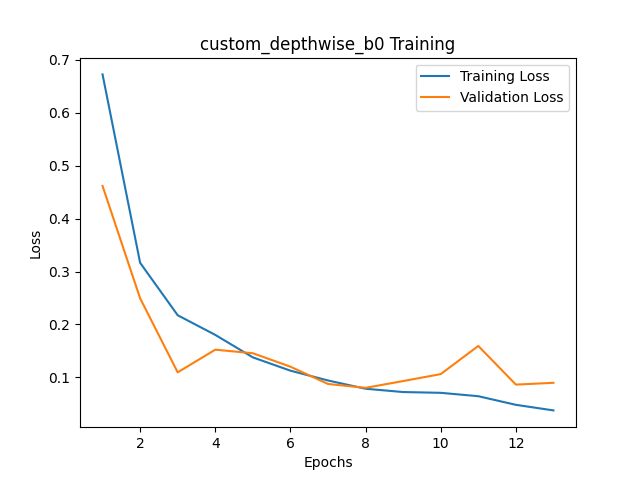 custom_depthwise_b0 Training
Training Loss
Validation Loss
0.7
0.6
0.5
0.4
0.3
0.2
0.1
Loss
2 4 6 8 10 12
Epochs